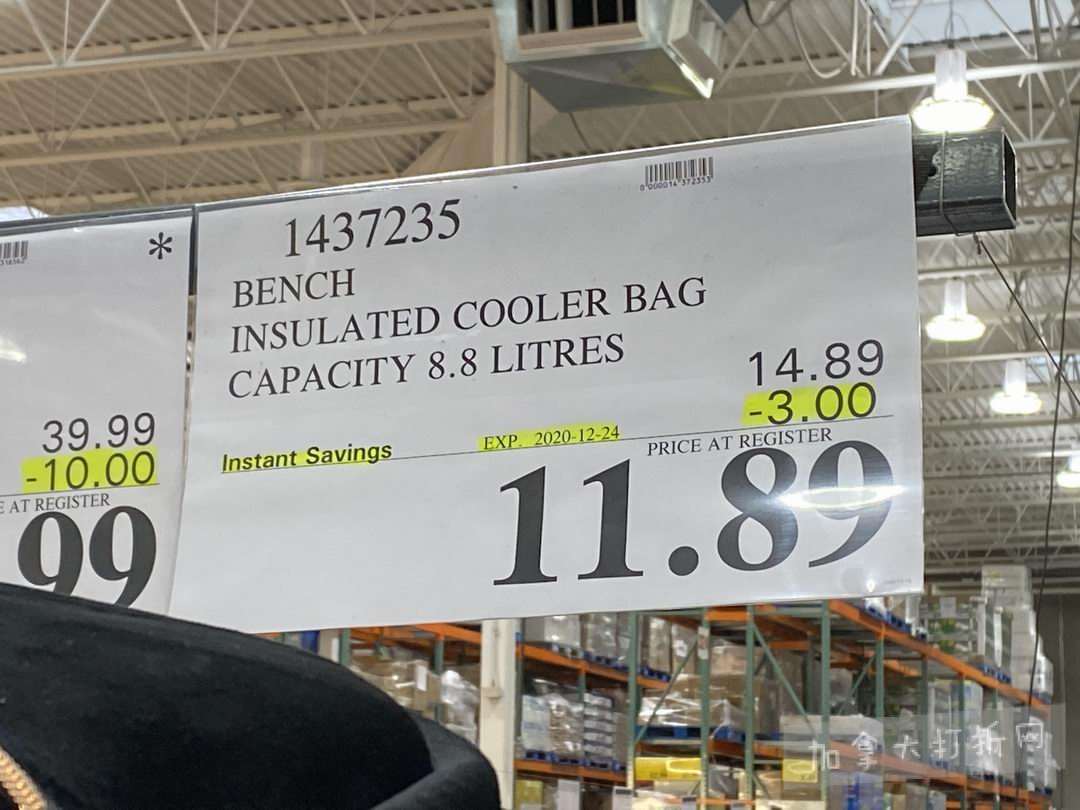 *
39.99
-10.00
AT REGISTER
99
1437235
BENCH
INSULATED COOLER BAG
CAPACITY 8.8 LITRES
14.89
-3.00
Instant Savings
EXP. 2020-12-24
PRICE AT REGISTER
11.89
加拿大打折网